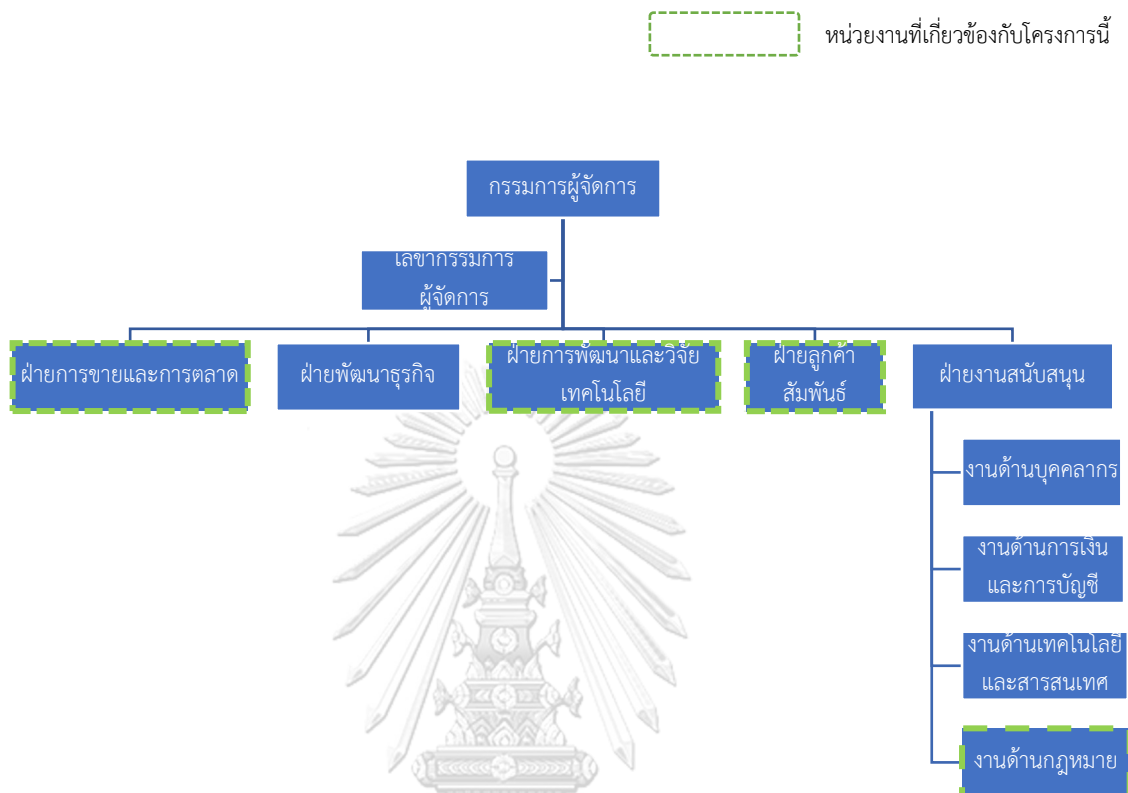 หน่วยงานที่เกี่ยวข้องกับโครงการนี้
กรรมการผู้จัดการ
เลขากรรมการ
ผู้จัดการ
ฝ่ายการขายและการตลาด
ฝ่ายพัฒนาธุรกิจ
ฝ่ายการพัฒนาและวิจัย
เทคโนโลยี
ฝ่ายลูกค้า
สัมพันธ์
ฝ่ายงานสนับสนุน
งานด้านบุคคลากร
งานด้านการเงิน
และการบัญชี
งานด้านเทคโนโลยี
และสารสนเทศ
งานด้านกฎหมาย